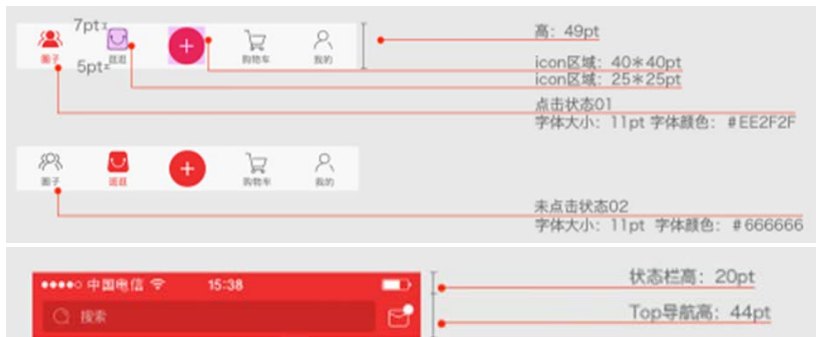 7pt
高：49pt
圈子
逛逛
购物车
我的
5pt
icon区域：40*40pt
icon区域：25*25pt
点击状态01
字体大小：11pt 字体颜色：#EE2F2F
圈子
逛逛
购物车
我的
未点击状态02
字体大小：11pt 字体颜色：#666666
中国电信
15:38
状态栏高：20pt
搜索
Top导航高：44pt